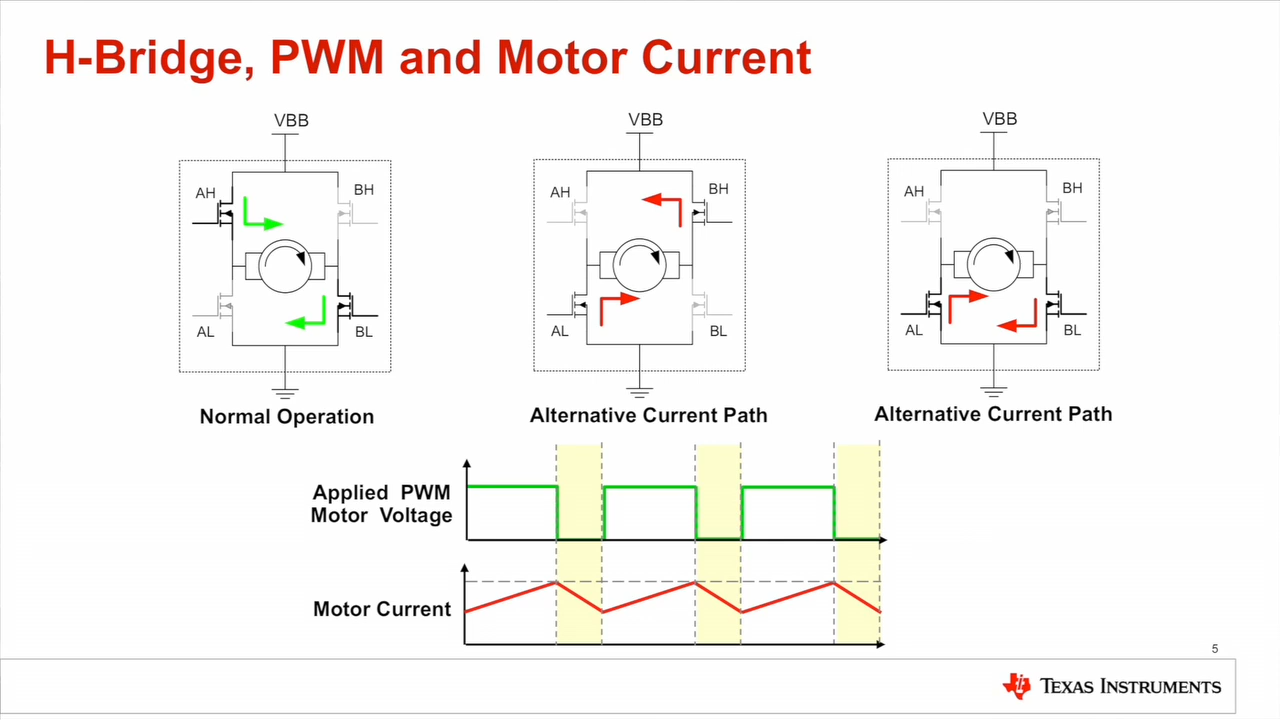 H-Bridge, PWM and Motor Current
VBB
AH
BH
AL
BL
Normal Operation
VBB
AH
BH
AL
BL
Alternative Current Path
VBB
AH
BH
AL
BL
Alternative Current Path
Applied PWM
Motor Voltage
Motor Current
5
TEXAS INSTRUMENTS